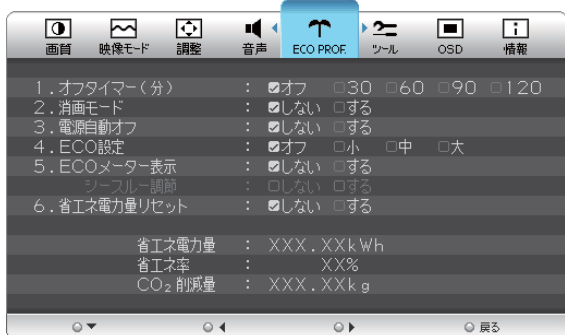 画質 映像モード 調整 音声 ECO PROF. ツール OSD 情報
1.オフタイマー(分) : ☑オフ □30 □60 □90 □120
2.消画モード : ☑しない □する
3.電源自動オフ : ☑しない □する
4.ECO設定 : ☑オフ □小 □中 □大
5.ECOメーター表示 : ☑しない □する
シースルー調節 : □しない □する
6.省エネ電力量リセット : ☑しない □する
省エネ電力量 : XXX.XXkWh
省エネ率 : XX%
CO₂削減量 : XXX.XXkg
戻る